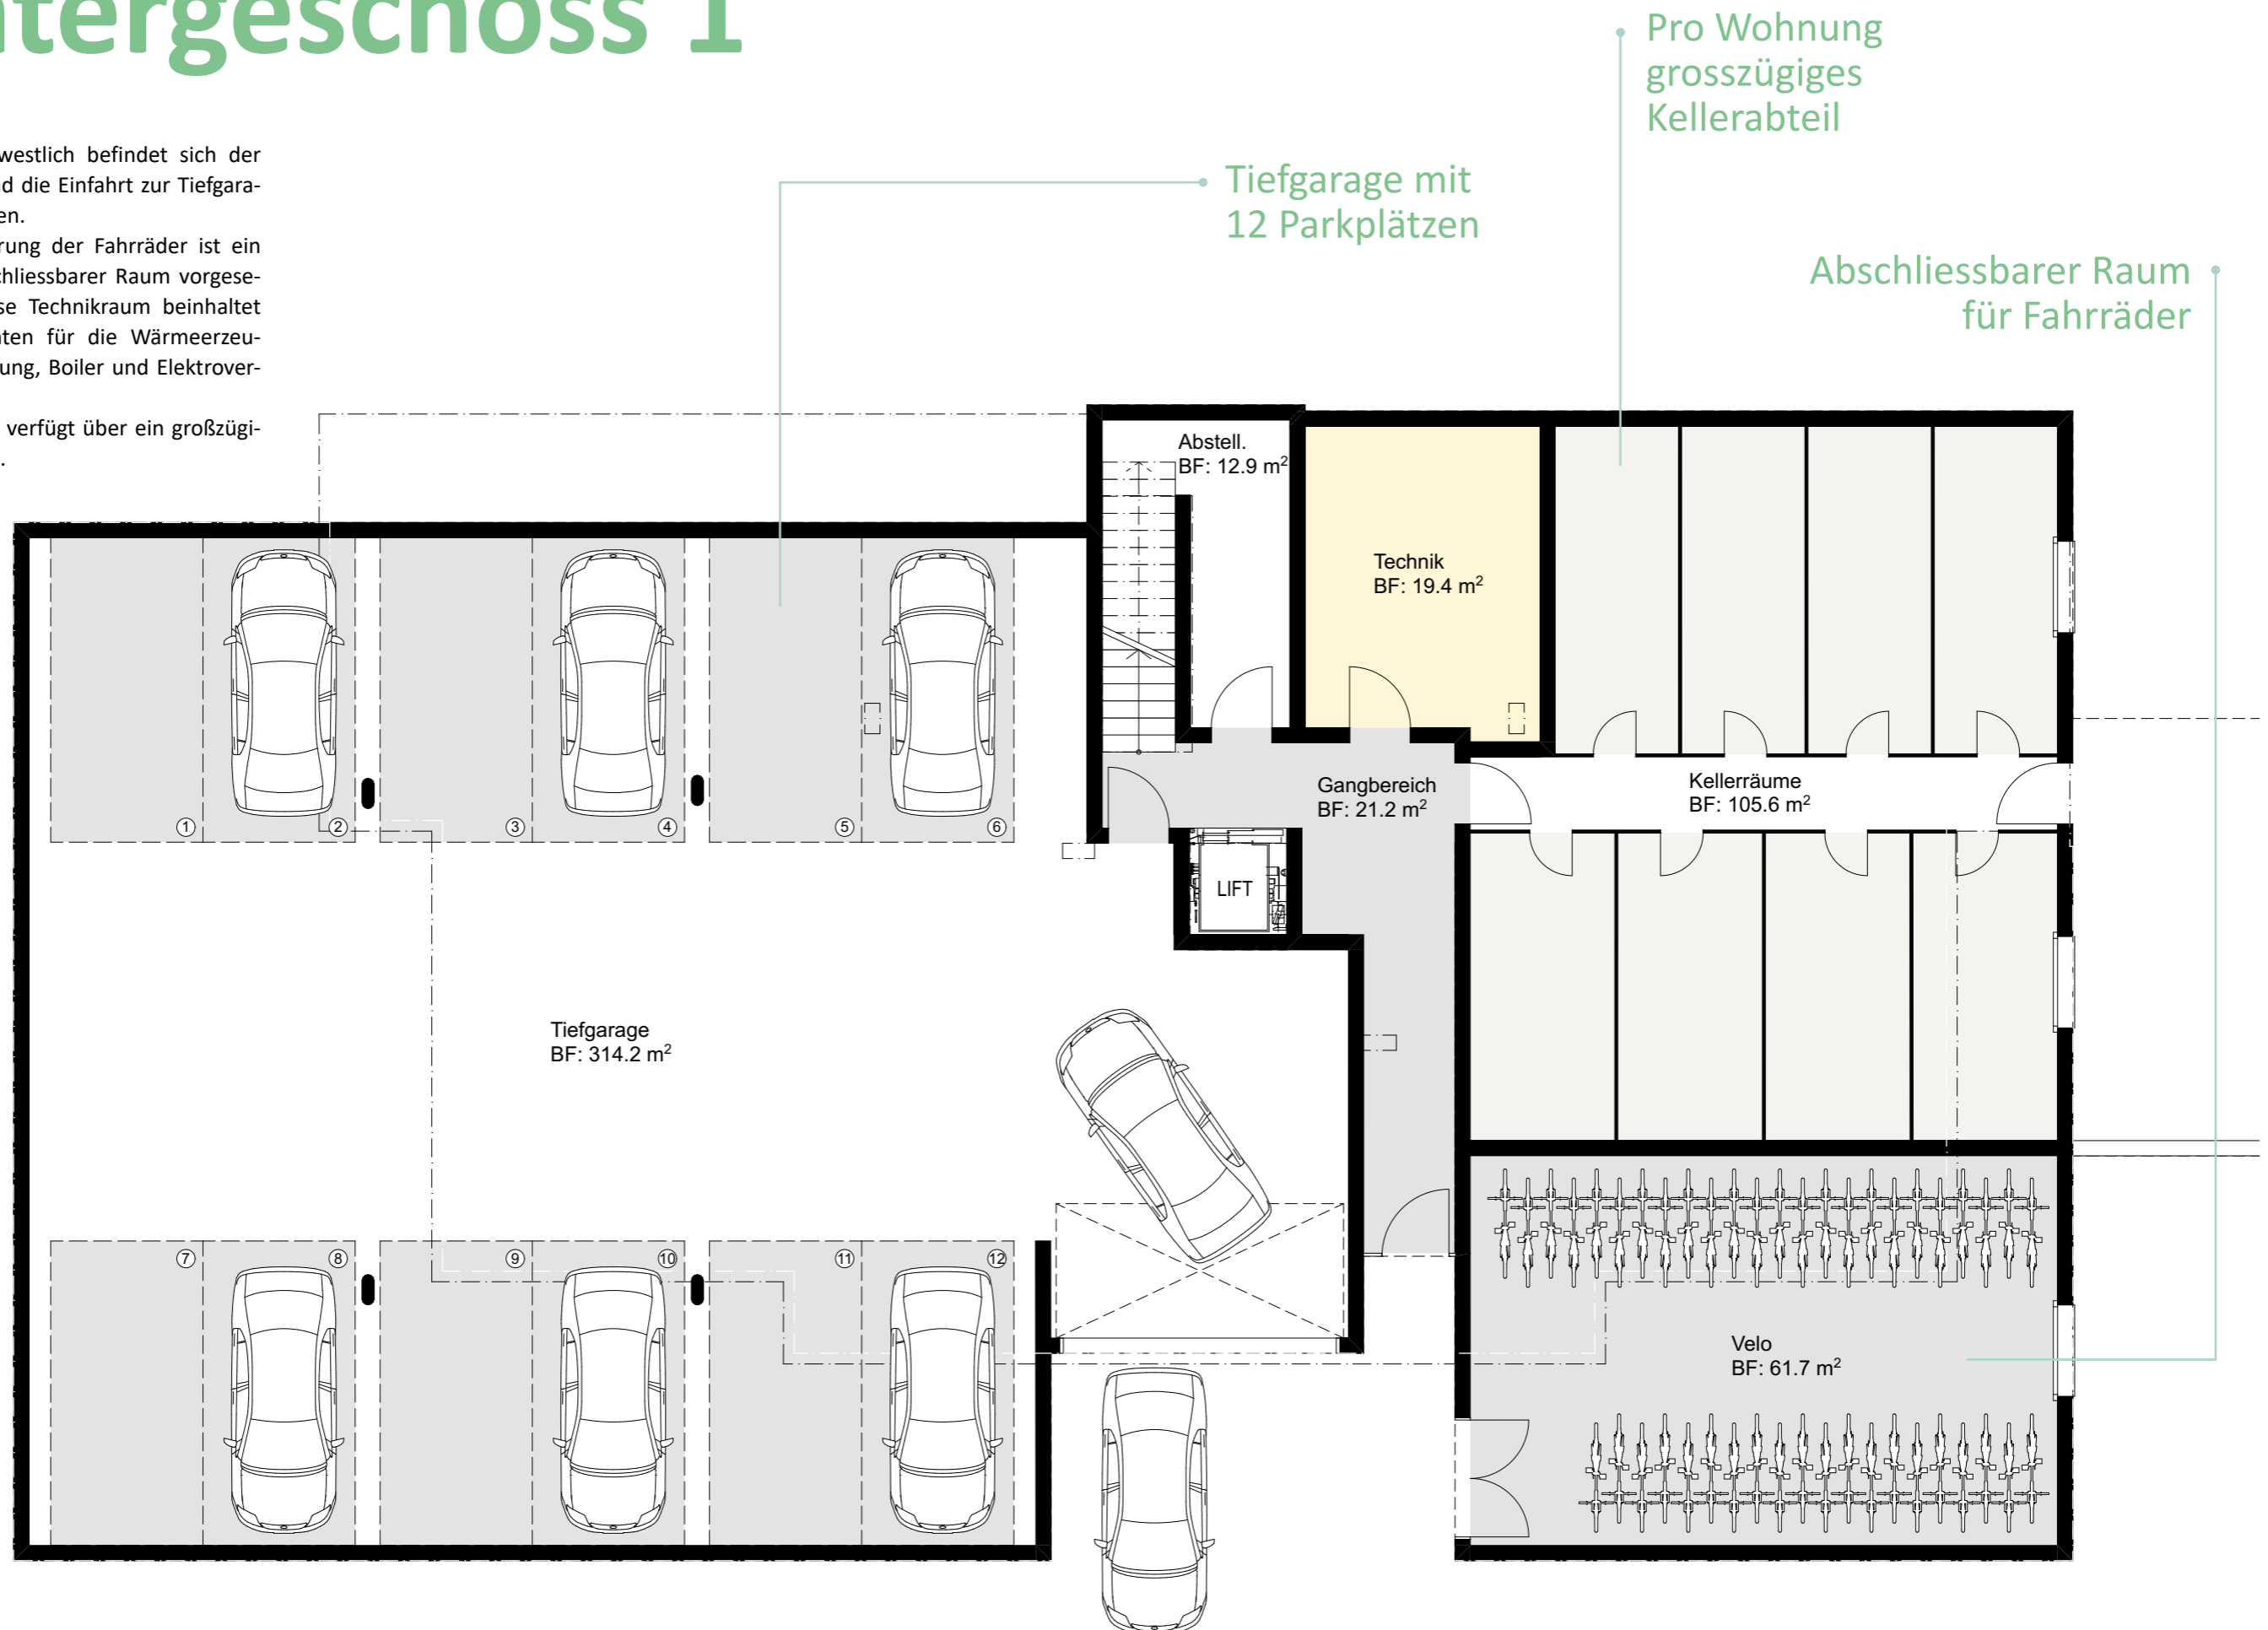 ntergeschoss 1
westlich befindet sich der
d die Einfahrt zur Tiefgara-
en.
rung der Fahrräder ist ein
chliessbarer Raum vorgese-
se Technikraum beinhaltet
ten für die Wärmeerzeu-
ung, Boiler und Elektrover-
verfügt über ein großzügi-
.
Pro Wohnung
grosszügiges
Kellerabteil
Tiefgarage mit
12 Parkplätzen
Abschliessbarer Raum
für Fahrräder
Abstell.
BF: 12.9 m²
Technik
BF: 19.4 m²
Gangbereich
BF: 21.2 m²
Kellerräume
BF: 105.6 m²
LIFT
1 2 3 4 5 6
Tiefgarage
BF: 314.2 m²
7 8 9 10 11 12
Velo
BF: 61.7 m²